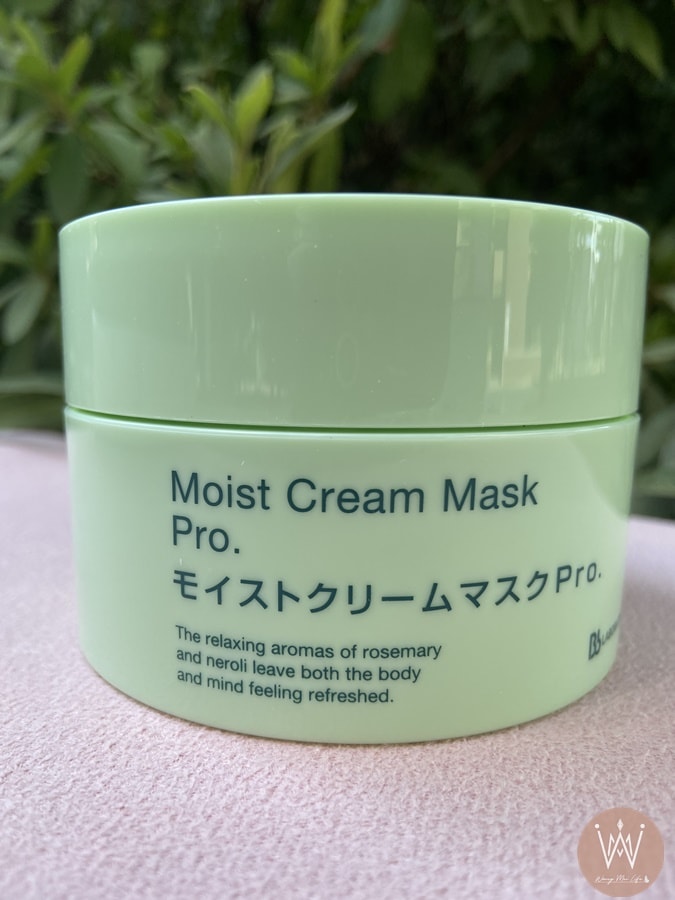 Moist Cream Mask
Pro.
モイストクリームマスクPro.
The relaxing aromas of rosemary
and neroli leave both the body
and mind feeling refreshed.
Bb